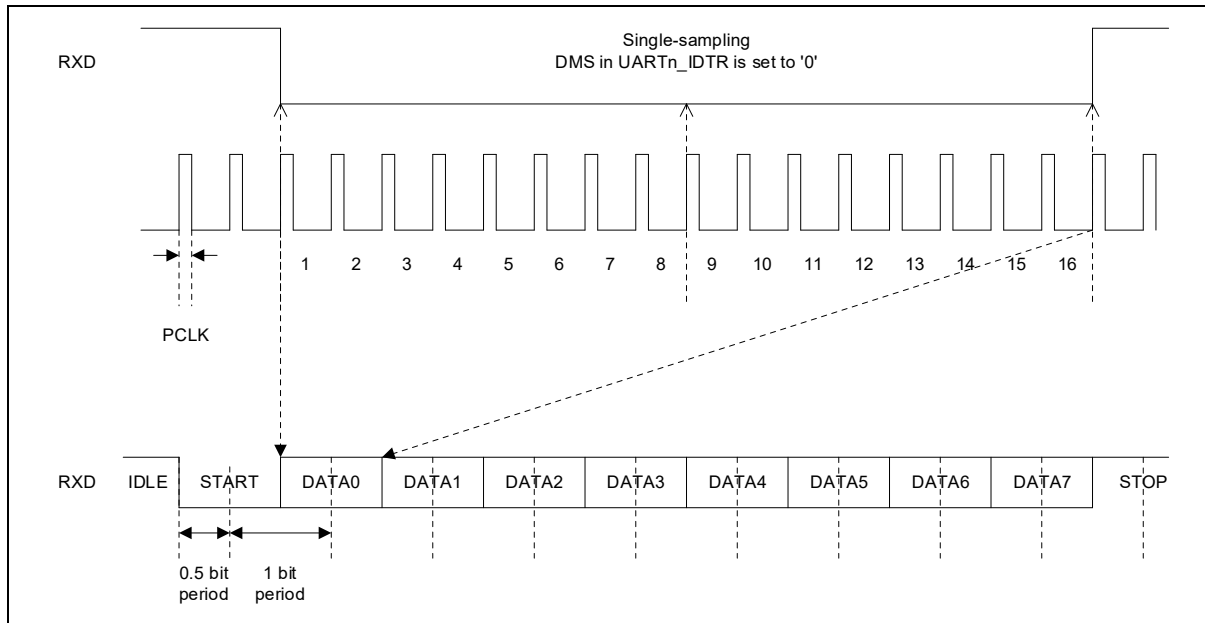 Single-sampling
RXD
DMS in UARTn_IDTR is set to '0'
1 2 3 4 5 6 7 8 9 10 11 12 13 14 15 16
PCLK
RXD IDLE START DATA0 DATA1 DATA2 DATA3 DATA4 DATA5 DATA6 DATA7 STOP
0.5 bit 1 bit
period period